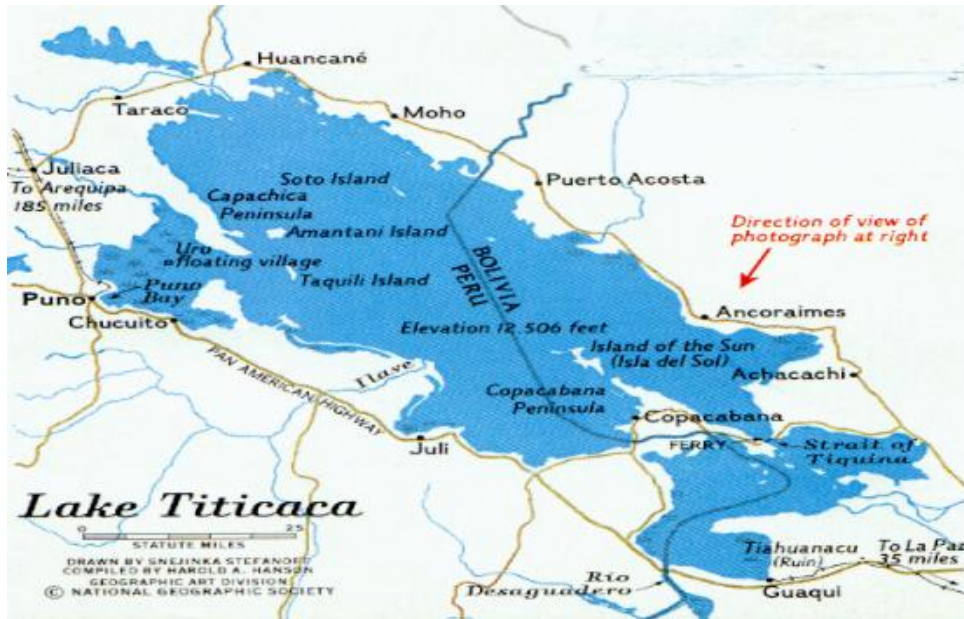 Huancané
Taraco
Moho
Juliaca
To Arequipa
185 miles
Soto Island
Capachica
Peninsula
Puerto Acosta
Amantani Island
Direction of view of
photograph at right
Uru
floating village
Taquili Island
BOLIVIA
PERU
Puno
Puno
Bay
Chucuito
Ancoraimes
Elevation 12,506 feet
Island of the Sun
(Isla del Sol)
PAN AMERICAN HIGHWAY
Ilave
Achacachi
Copacabana
Peninsula
Copacabana
Juli
FERRY
Strait of
Tiquina
Lake Titicaca
0 25
STATUTE MILES
DRAWN BY SNEJINKA STEFANOFF
COMPILED BY HAROLD A. HANSON
GEOGRAPHIC ART DIVISION
© NATIONAL GEOGRAPHIC SOCIETY
Tiahuanacu
(Ruin)
To La Paz
35 miles
Río
Desaguadero
Guaqui